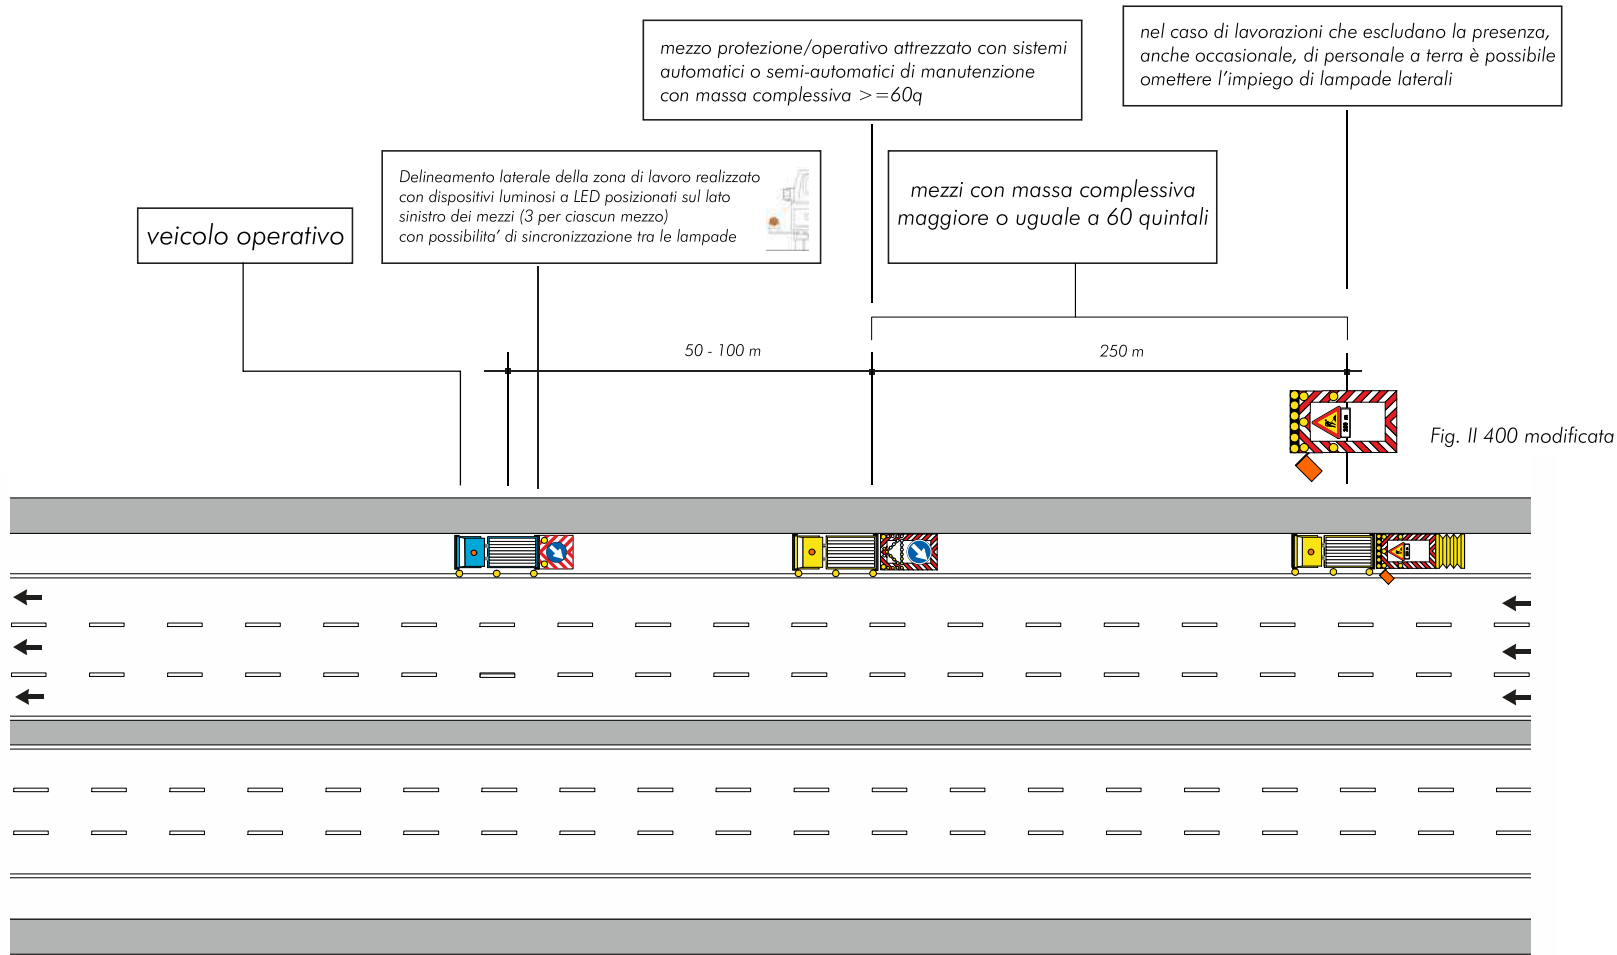 nel caso di lavorazioni che escludano la presenza,
anche occasionale, di personale a terra è possibile
omettere l'impiego di lampade laterali
mezzo protezione/operativo attrezzato con sistemi
automatici o semi-automatici di manutenzione
con massa complessiva >=60q
Delineamento laterale della zona di lavoro realizzato
con dispositivi luminosi a LED posizionati sul lato
sinistro dei mezzi (3 per ciascun mezzo)
con possibilita' di sincronizzazione tra le lampade
mezzi con massa complessiva
maggiore o uguale a 60 quintali
veicolo operativo
50 - 100 m
250 m
Fig. II 400 modificata